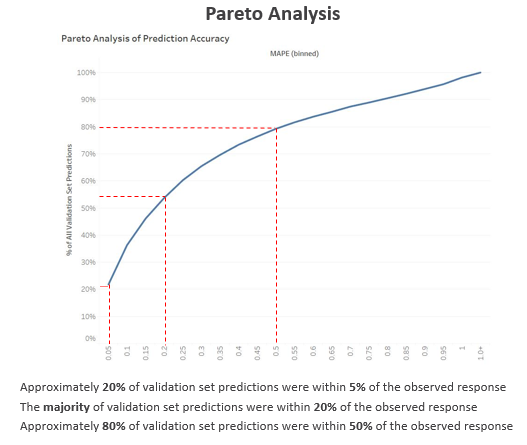 Pareto Analysis
Pareto Analysis of Prediction Accuracy
MAPE (binned)
100%
90%
80%
70%
60%
50%
40%
30%
20%
10%
0%
% of All Validation Set Predictions
0.05 0.1 0.15 0.2 0.25 0.3 0.35 0.4 0.45 0.5 0.55 0.6 0.65 0.7 0.75 0.8 0.85 0.9 0.95 1 1.0+
Approximately 20% of validation set predictions were within 5% of the observed response
The majority of validation set predictions were within 20% of the observed response
Approximately 80% of validation set predictions were within 50% of the observed response